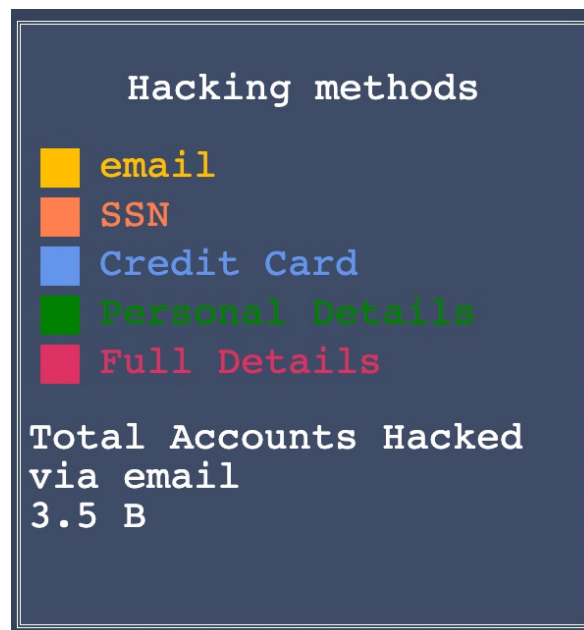 Hacking methods
email
SSN
Credit Card
Personal Details
Full Details
Total Accounts Hacked
via email
3.5 B